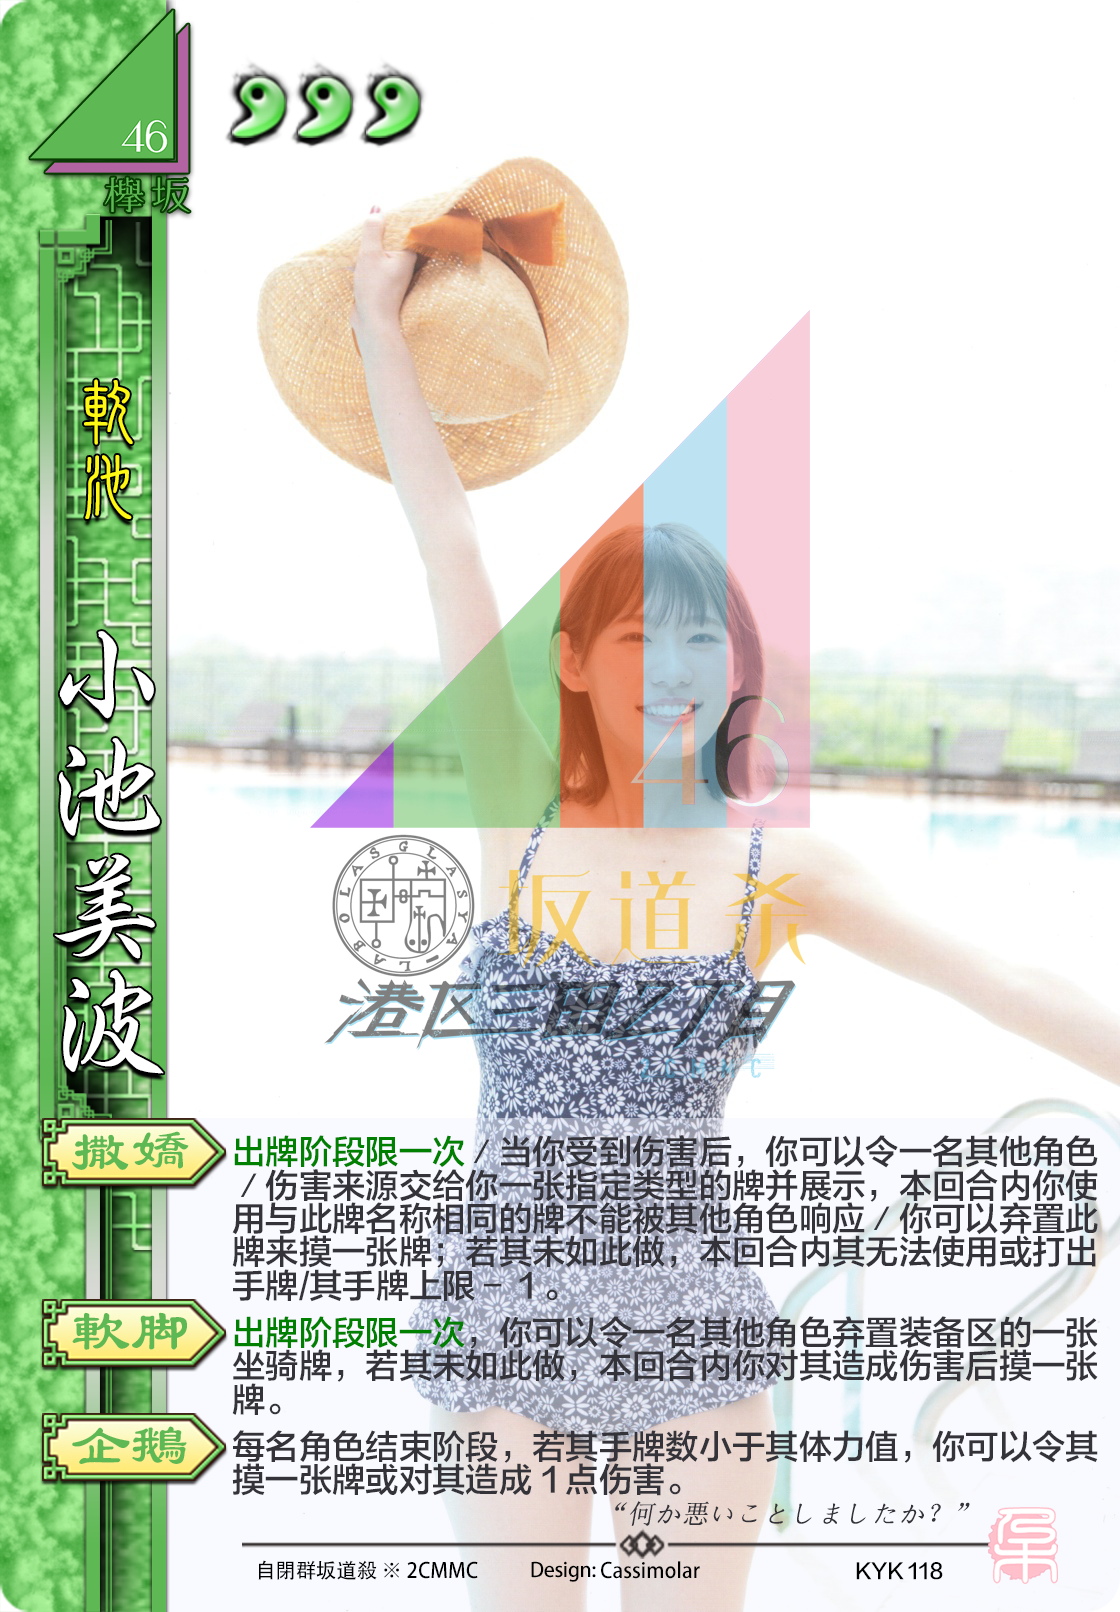 46
欅坂
軟池
小池美波
46
LABOLAS GLASYA
坂道杀
港区三田2丁目
2CMMC
撒嬌
出牌阶段限一次／当你受到伤害后，你可以令一名其他角色
／伤害来源交给你一张指定类型的牌并展示，本回合内你使
用与此牌名称相同的牌不能被其他角色响应／你可以弃置此
牌来摸一张牌；若其未如此做，本回合内其无法使用或打出
手牌/其手牌上限－1。
軟脚
出牌阶段限一次，你可以令一名其他角色弃置装备区的一张
坐骑牌，若其未如此做，本回合内你对其造成伤害后摸一张
牌。
企鵝
每名角色结束阶段，若其手牌数小于其体力值，你可以令其
摸一张牌或对其造成1点伤害。
“何か悪いことしましたか？”
自閉群坂道殺 ※ 2CMMC Design: Cassimolar KYK 118